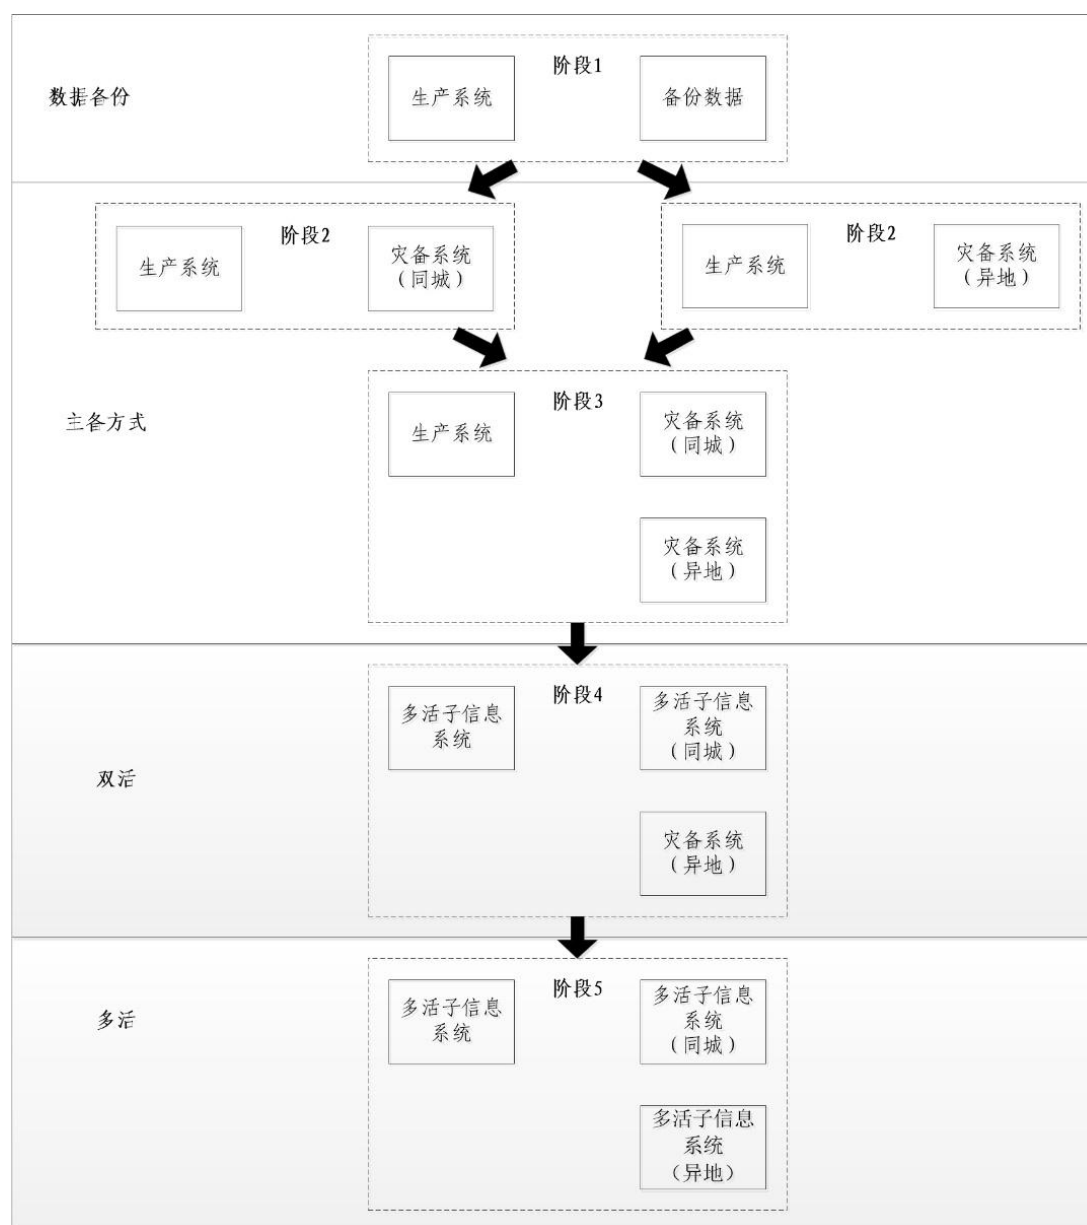 阶段1
数据备份
生产系统
备份数据
阶段2
生产系统
灾备系统
（同城）
阶段2
生产系统
灾备系统
（异地）
主备方式
阶段3
生产系统
灾备系统
（同城）
灾备系统
（异地）
双活
阶段4
多活子信息
系统
多活子信息
系统
（同城）
灾备系统
（异地）
多活
阶段5
多活子信息
系统
多活子信息
系统
（同城）
多活子信息
系统
（异地）